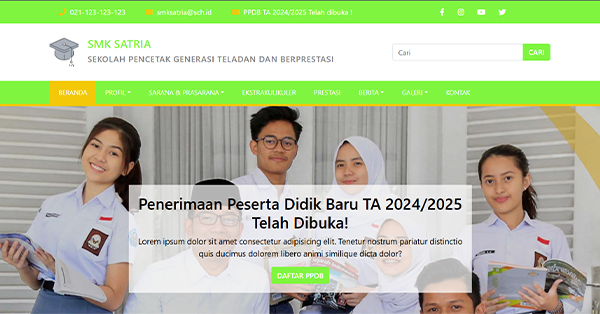 021-123-123-123 smksatria@sch.id PPDB TA 2024/2025 Telah dibuka !
SMK SATRIA
SEKOLAH PENCETAK GENERASI TELADAN DAN BERPRESTASI
Cari CARI
BERANDA PROFIL SARANA & PRASARANA EKSTRAKULIKULER PRESTASI BERITA GALERI KONTAK
Penerimaan Peserta Didik Baru TA 2024/2025
Telah Dibuka!
Lorem ipsum dolor sit amet consectetur adipisicing elit. Tenetur nostrum pariatur distinctio
quis ducimus dolorem libero animi similique dicta dolor?
DAFTAR PPDB